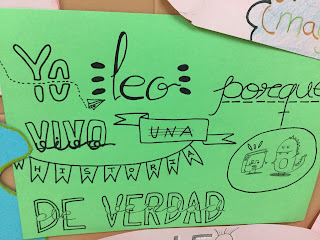 Yo leo porque
VIVO UNA
HISTORIA
DE VERDAD